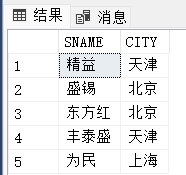 结果 消息
SNAME CITY
1 精益 天津
2 盛锡 北京
3 东方红 北京
4 丰泰盛 天津
5 为民 上海